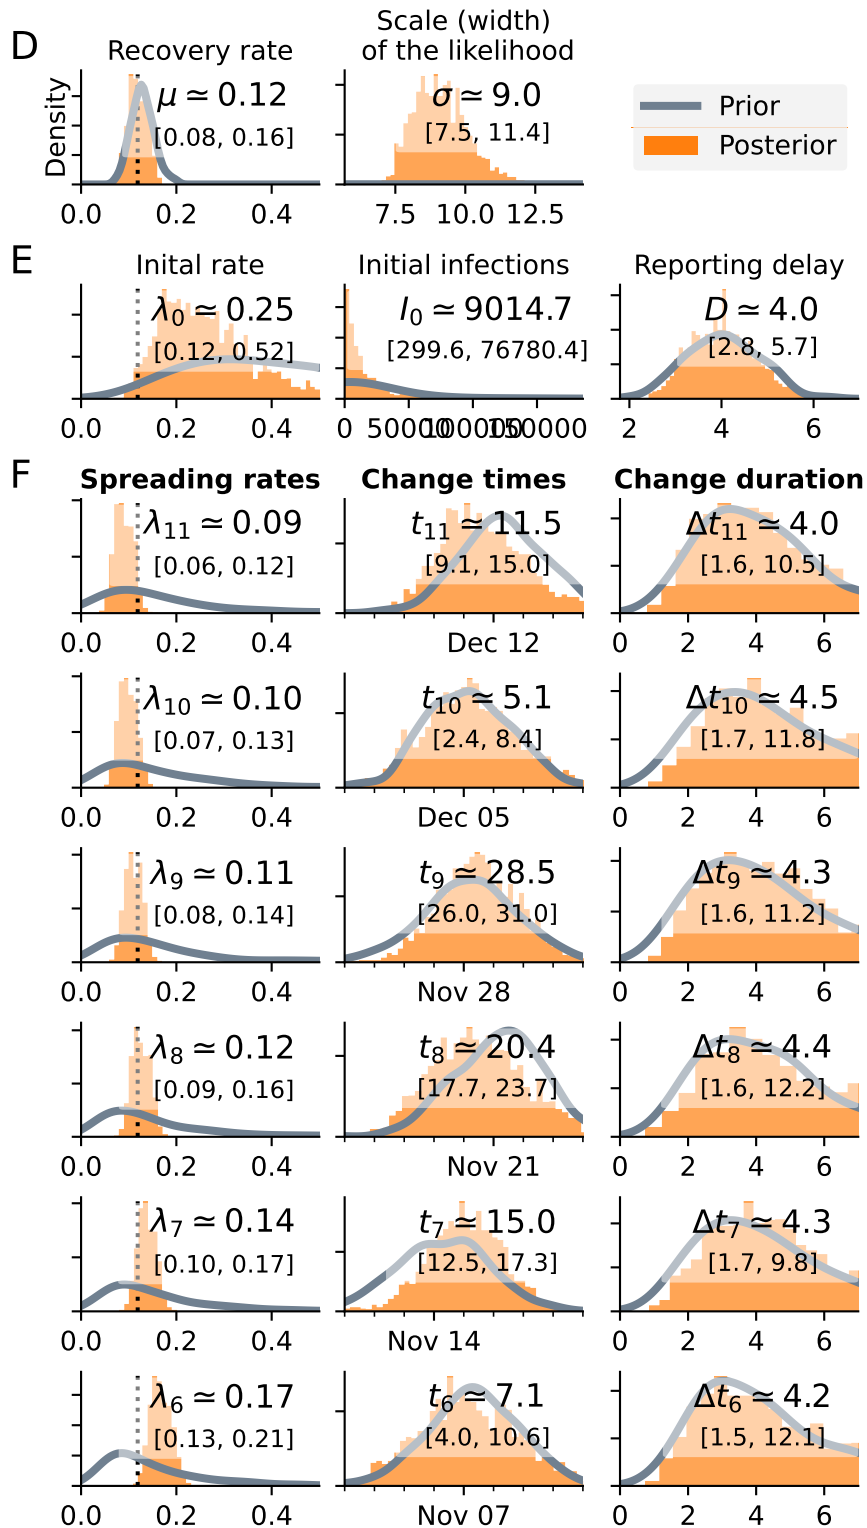 D
Recovery rate
Scale (width)
of the likelihood
Density
μ ≃ 0.12
[0.08, 0.16]
σ ≃ 9.0
[7.5, 11.4]
Prior
Posterior
0.0 0.2 0.4
7.5 10.0 12.5
E
Inital rate
Initial infections
Reporting delay
λ0 ≃ 0.25
[0.12, 0.52]
I0 ≃ 9014.7
[299.6, 76780.4]
D ≃ 4.0
[2.8, 5.7]
0.0 0.2 0.4
0 50000 100000 150000
2 4 6
F
Spreading rates
Change times
Change duration
λ11 ≃ 0.09
[0.06, 0.12]
t11 ≃ 11.5
[9.1, 15.0]
Δt11 ≃ 4.0
[1.6, 10.5]
0.0 0.2 0.4
Dec 12
0 2 4 6
λ10 ≃ 0.10
[0.07, 0.13]
t10 ≃ 5.1
[2.4, 8.4]
Δt10 ≃ 4.5
[1.7, 11.8]
0.0 0.2 0.4
Dec 05
0 2 4 6
λ9 ≃ 0.11
[0.08, 0.14]
t9 ≃ 28.5
[26.0, 31.0]
Δt9 ≃ 4.3
[1.6, 11.2]
0.0 0.2 0.4
Nov 28
0 2 4 6
λ8 ≃ 0.12
[0.09, 0.16]
t8 ≃ 20.4
[17.7, 23.7]
Δt8 ≃ 4.4
[1.6, 12.2]
0.0 0.2 0.4
Nov 21
0 2 4 6
λ7 ≃ 0.14
[0.10, 0.17]
t7 ≃ 15.0
[12.5, 17.3]
Δt7 ≃ 4.3
[1.7, 9.8]
0.0 0.2 0.4
Nov 14
0 2 4 6
λ6 ≃ 0.17
[0.13, 0.21]
t6 ≃ 7.1
[4.0, 10.6]
Δt6 ≃ 4.2
[1.5, 12.1]
0.0 0.2 0.4
Nov 07
0 2 4 6